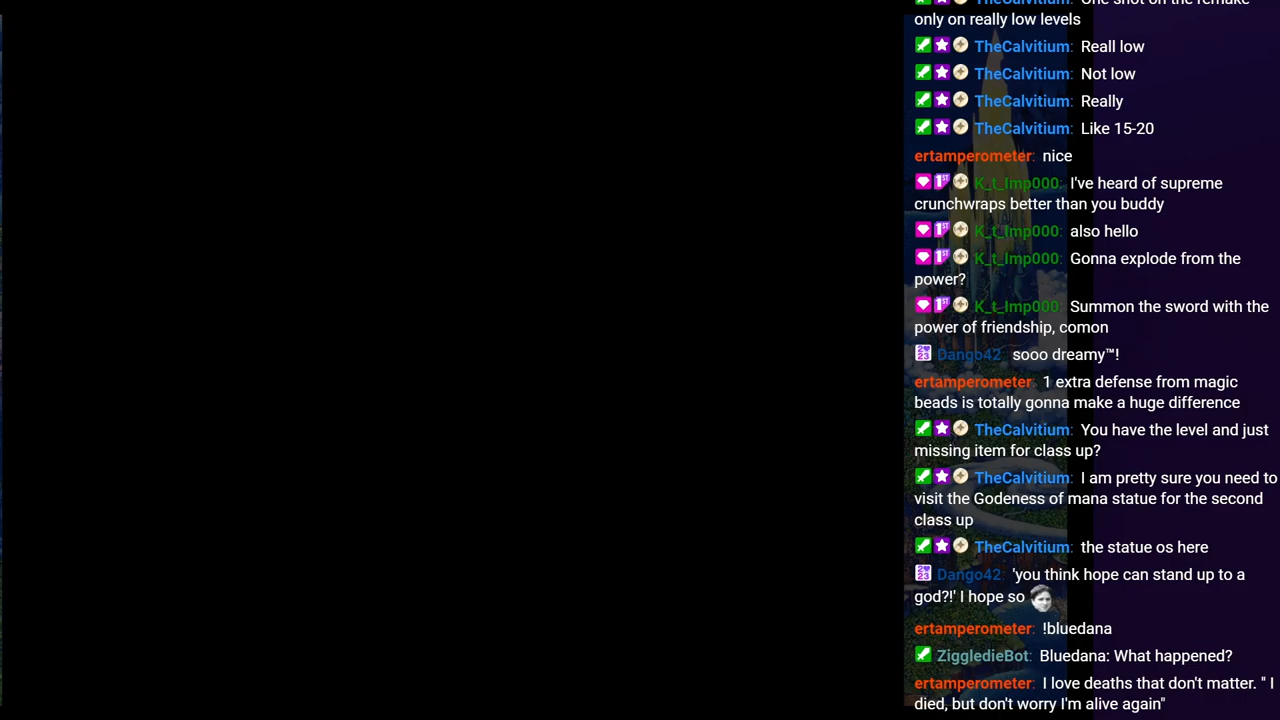 TheCalvitium: One shot on the remake
only on really low levels
TheCalvitium: Reall low
TheCalvitium: Not low
TheCalvitium: Really
TheCalvitium: Like 15-20
ertamperometer: nice
K_t_Imp000: I've heard of supreme
crunchwraps better than you buddy
K_t_Imp000: also hello
K_t_Imp000: Gonna explode from the
power?
K_t_Imp000: Summon the sword with the
power of friendship, comon
Dango42: sooo dreamy™!
ertamperometer: 1 extra defense from magic
beads is totally gonna make a huge difference
TheCalvitium: You have the level and just
missing item for class up?
TheCalvitium: I am pretty sure you need to
visit the Godeness of mana statue for the second
class up
TheCalvitium: the statue os here
Dango42: 'you think hope can stand up to a
god?!' I hope so
ertamperometer: !bluedana
ZiggledieBot: Bluedana: What happened?
ertamperometer: I love deaths that don't matter. " I
died, but don't worry I'm alive again"